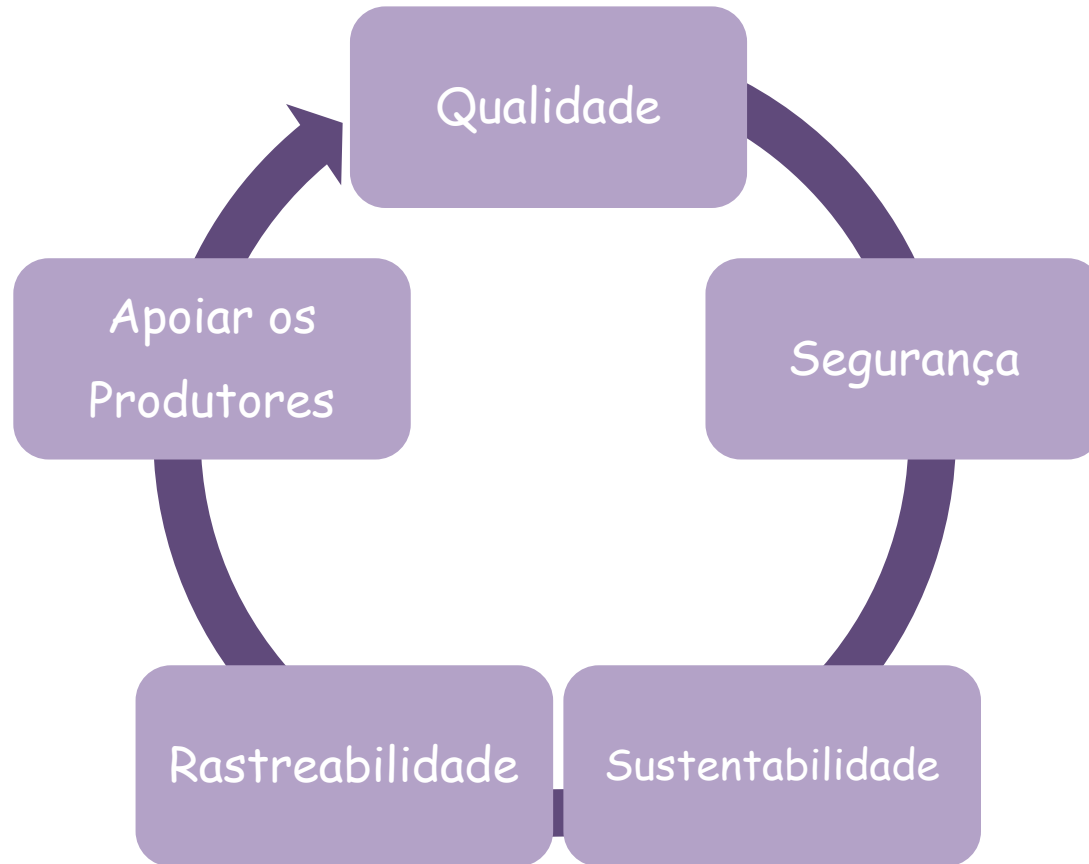 Qualidade
Segurança
Sustentabilidade
Rastreabilidade
Apoiar os
Produtores